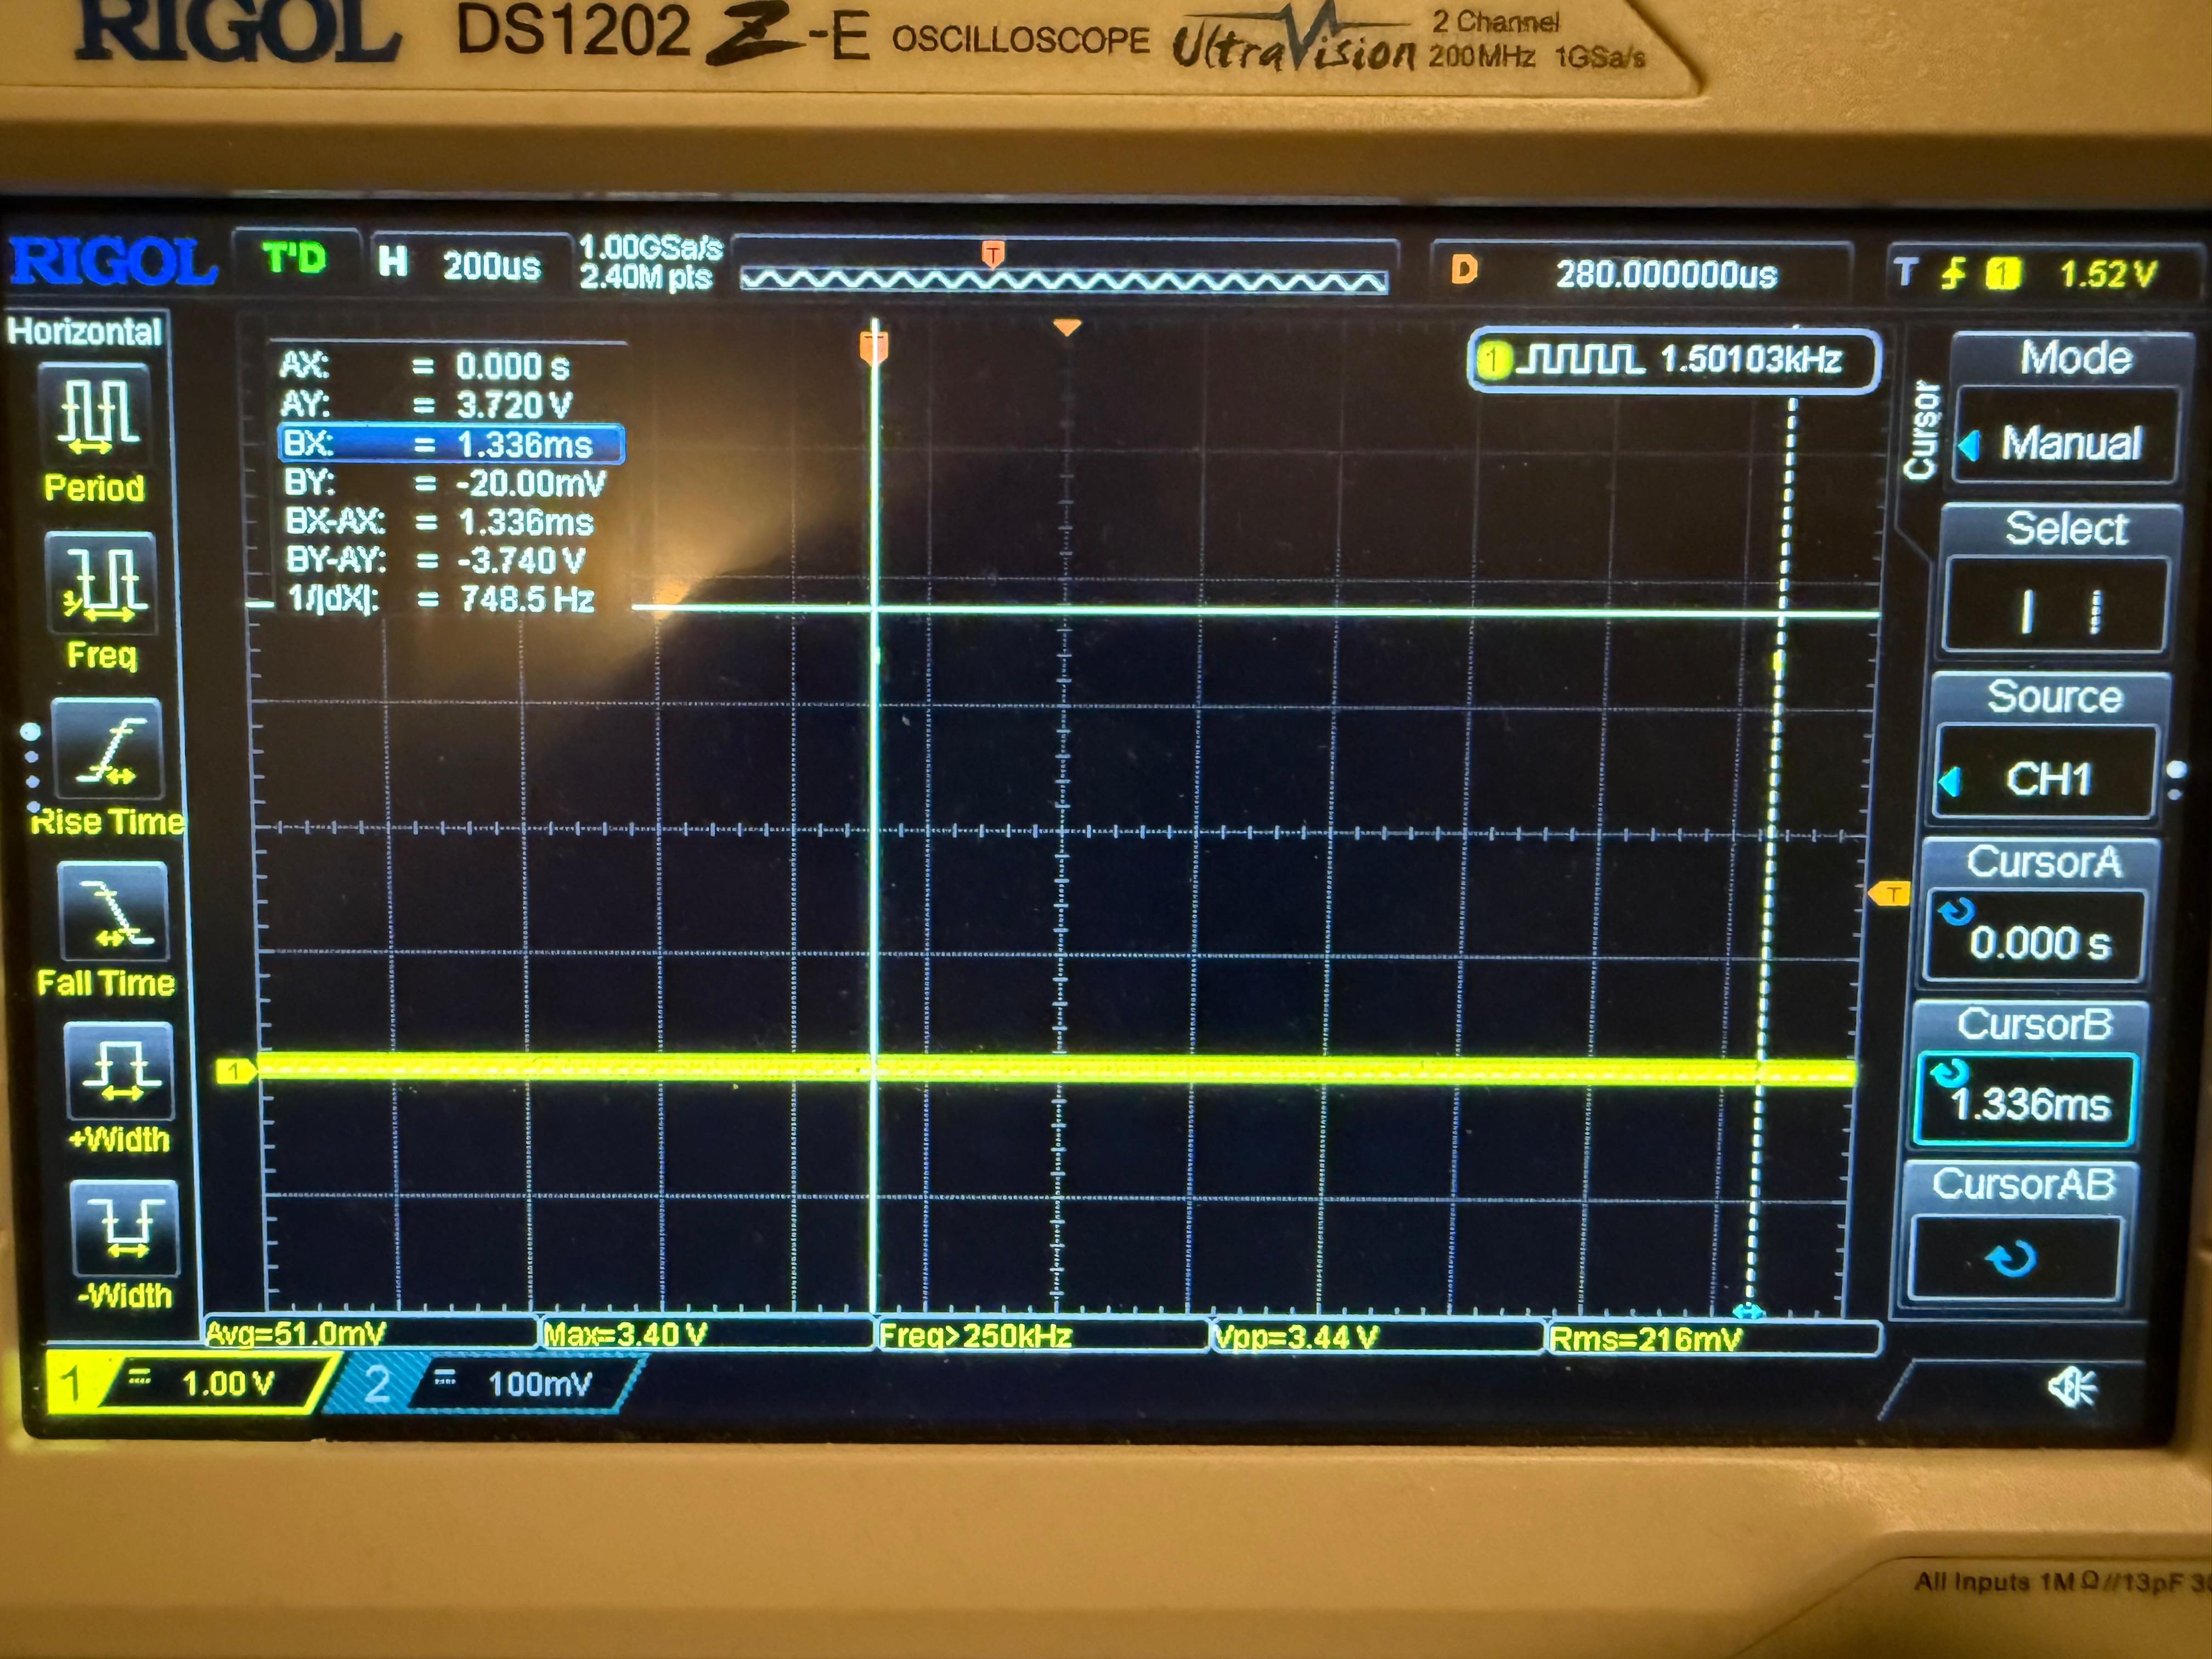 RIGOL DS1202 Z-E OSCILLOSCOPE UltraVision 2 Channel
200MHz 1GSa/s
RIGOL T'D H 200us 1.00GSa/s
2.40M pts
T
D 280.000000us T 1 1.52 V
Horizontal
Period
Freq
Rise Time
Fall Time
+Width
-Width
AX: = 0.000 s
AY: = 3.720 V
BX: = 1.336ms
BY: = -20.00mV
BX-AX: = 1.336ms
BY-AY: = -3.740 V
1/|dX|: = 748.5 Hz
T
1 1.50103kHz
T
1
Cursor
Mode
Manual
Select
Source
CH1
CursorA
0.000 s
CursorB
1.336ms
CursorAB
Avg=51.0mV Max=3.40 V Freq>250kHz Vpp=3.44 V Rms=216mV
1 1.00 V 2 100mV
All Inputs 1MΩ//13pF